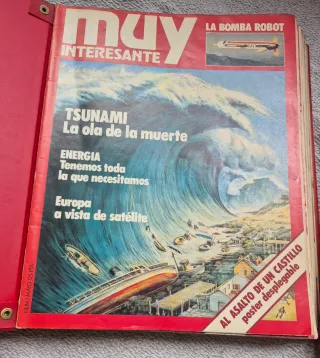 muy
INTERESANTE
LA BOMBA ROBOT
TSUNAMI
La ola de la muerte
ENERGIA
Tenemos toda
la que necesitamos
Europa
a vista de satélite
AL ASALTO DE UN CASTILLO
poster desplegable